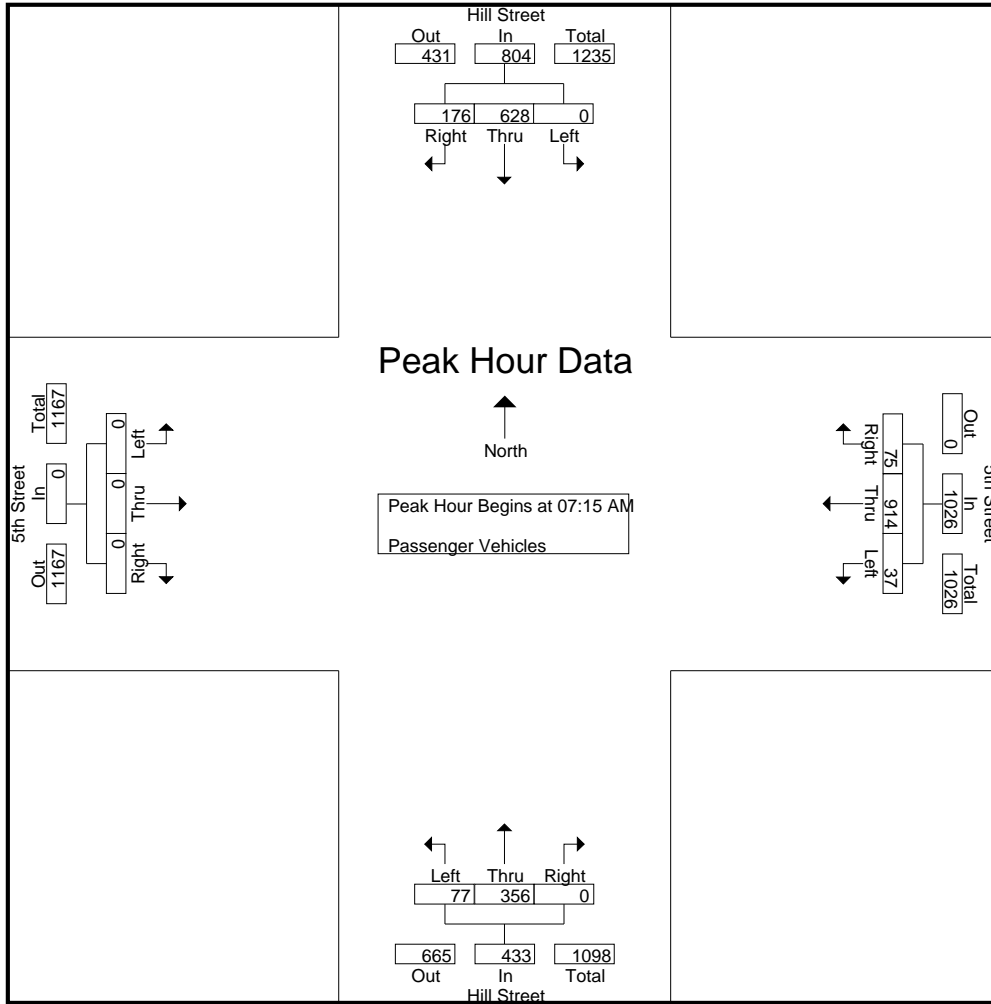 Hill Street
Out In Total
431 804 1235
176 628 0
Right Thru Left
Peak Hour Data
North
Peak Hour Begins at 07:15 AM
Passenger Vehicles
5th Street
Total In Out
1167 0 1167
0 0 0
Left Thru Right
5th Street
Out In Total
0 1026 1026
75 914 37
Right Thru Left
Left Thru Right
77 356 0
665 433 1098
Out In Total
Hill Street